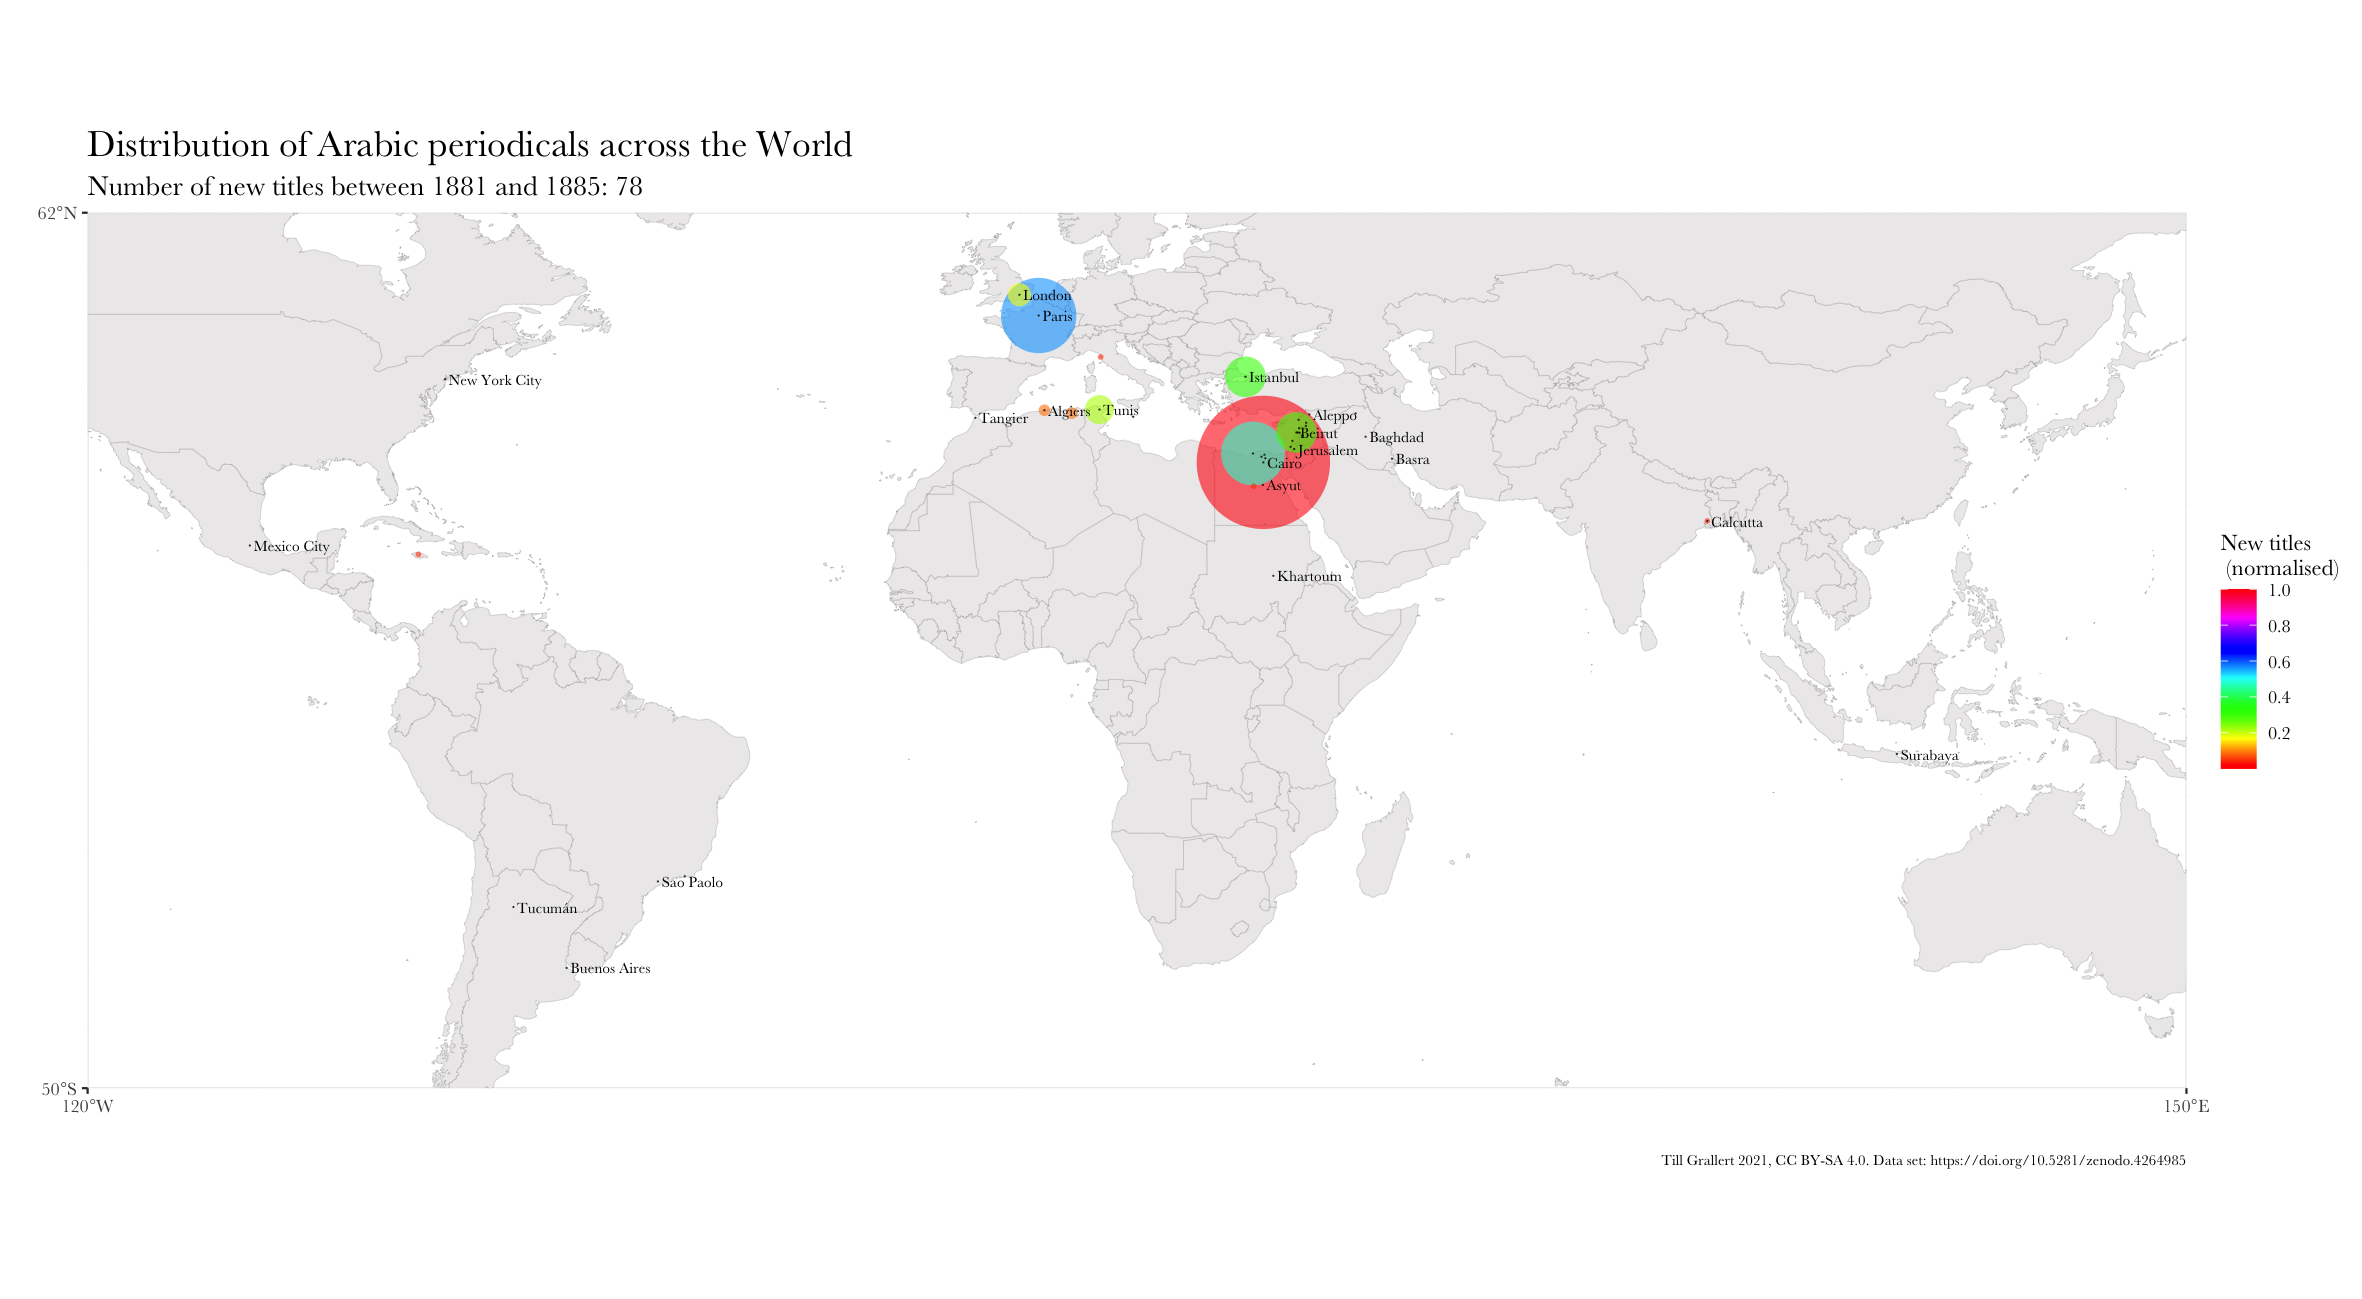 Distribution of Arabic periodicals across the World
Number of new titles between 1881 and 1885: 78
62°N
London
Paris
New York City
Istanbul
Algiers
Tunis
Tangier
Aleppo
Beirut
Baghdad
Jerusalem
Basra
Cairo
Asyut
Calcutta
Mexico City
Khartoum
New titles
(normalised)
1.0
0.8
0.6
0.4
0.2
Surabaya
Sao Paolo
Tucumán
Buenos Aires
50°S
120°W
150°E
Till Grallert 2021, CC BY-SA 4.0. Data set: https://doi.org/10.5281/zenodo.4264985